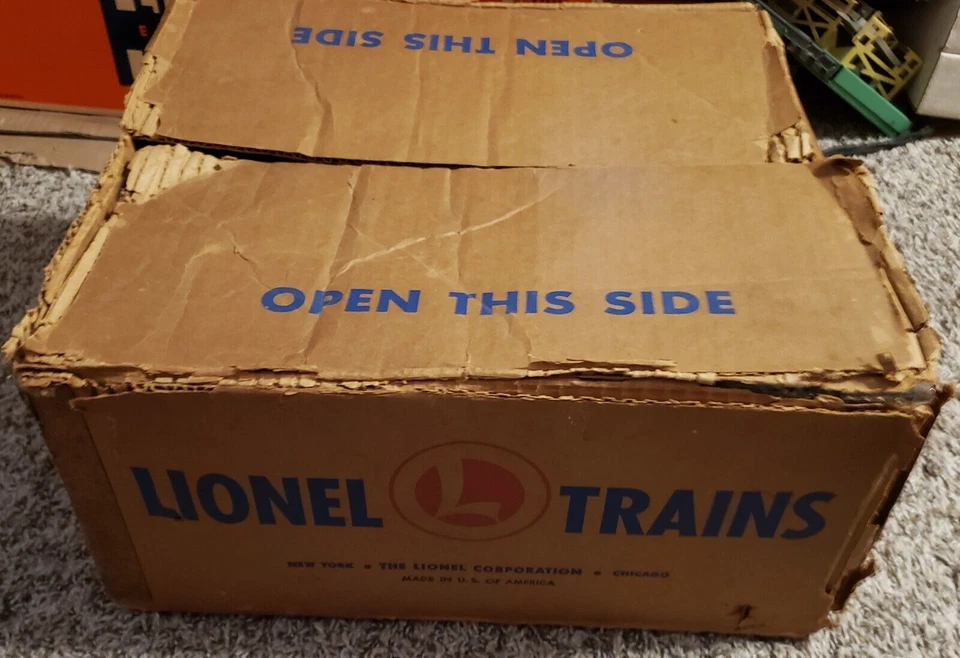 OPEN THIS SIDE
OPEN THIS SIDE
LIONEL L TRAINS
NEW YORK • THE LIONEL CORPORATION • CHICAGO
MADE IN U.S. OF AMERICA